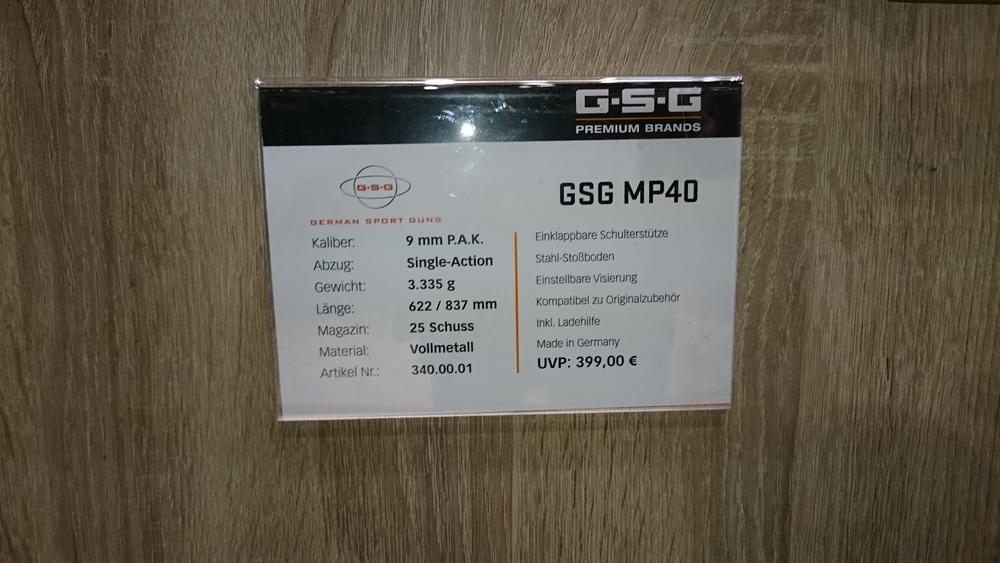 G·S·G
PREMIUM BRANDS
G·S·G
GERMAN SPORT GUNS
GSG MP40
Kaliber: 9 mm P.A.K.
Abzug: Single-Action
Gewicht: 3.335 g
Länge: 622 / 837 mm
Magazin: 25 Schuss
Material: Vollmetall
Artikel Nr.: 340.00.01
Einklappbare Schulterstütze
Stahl-Stoßboden
Einstellbare Visierung
Kompatibel zu Originalzubehör
Inkl. Ladehilfe
Made in Germany
UVP: 399,00 €